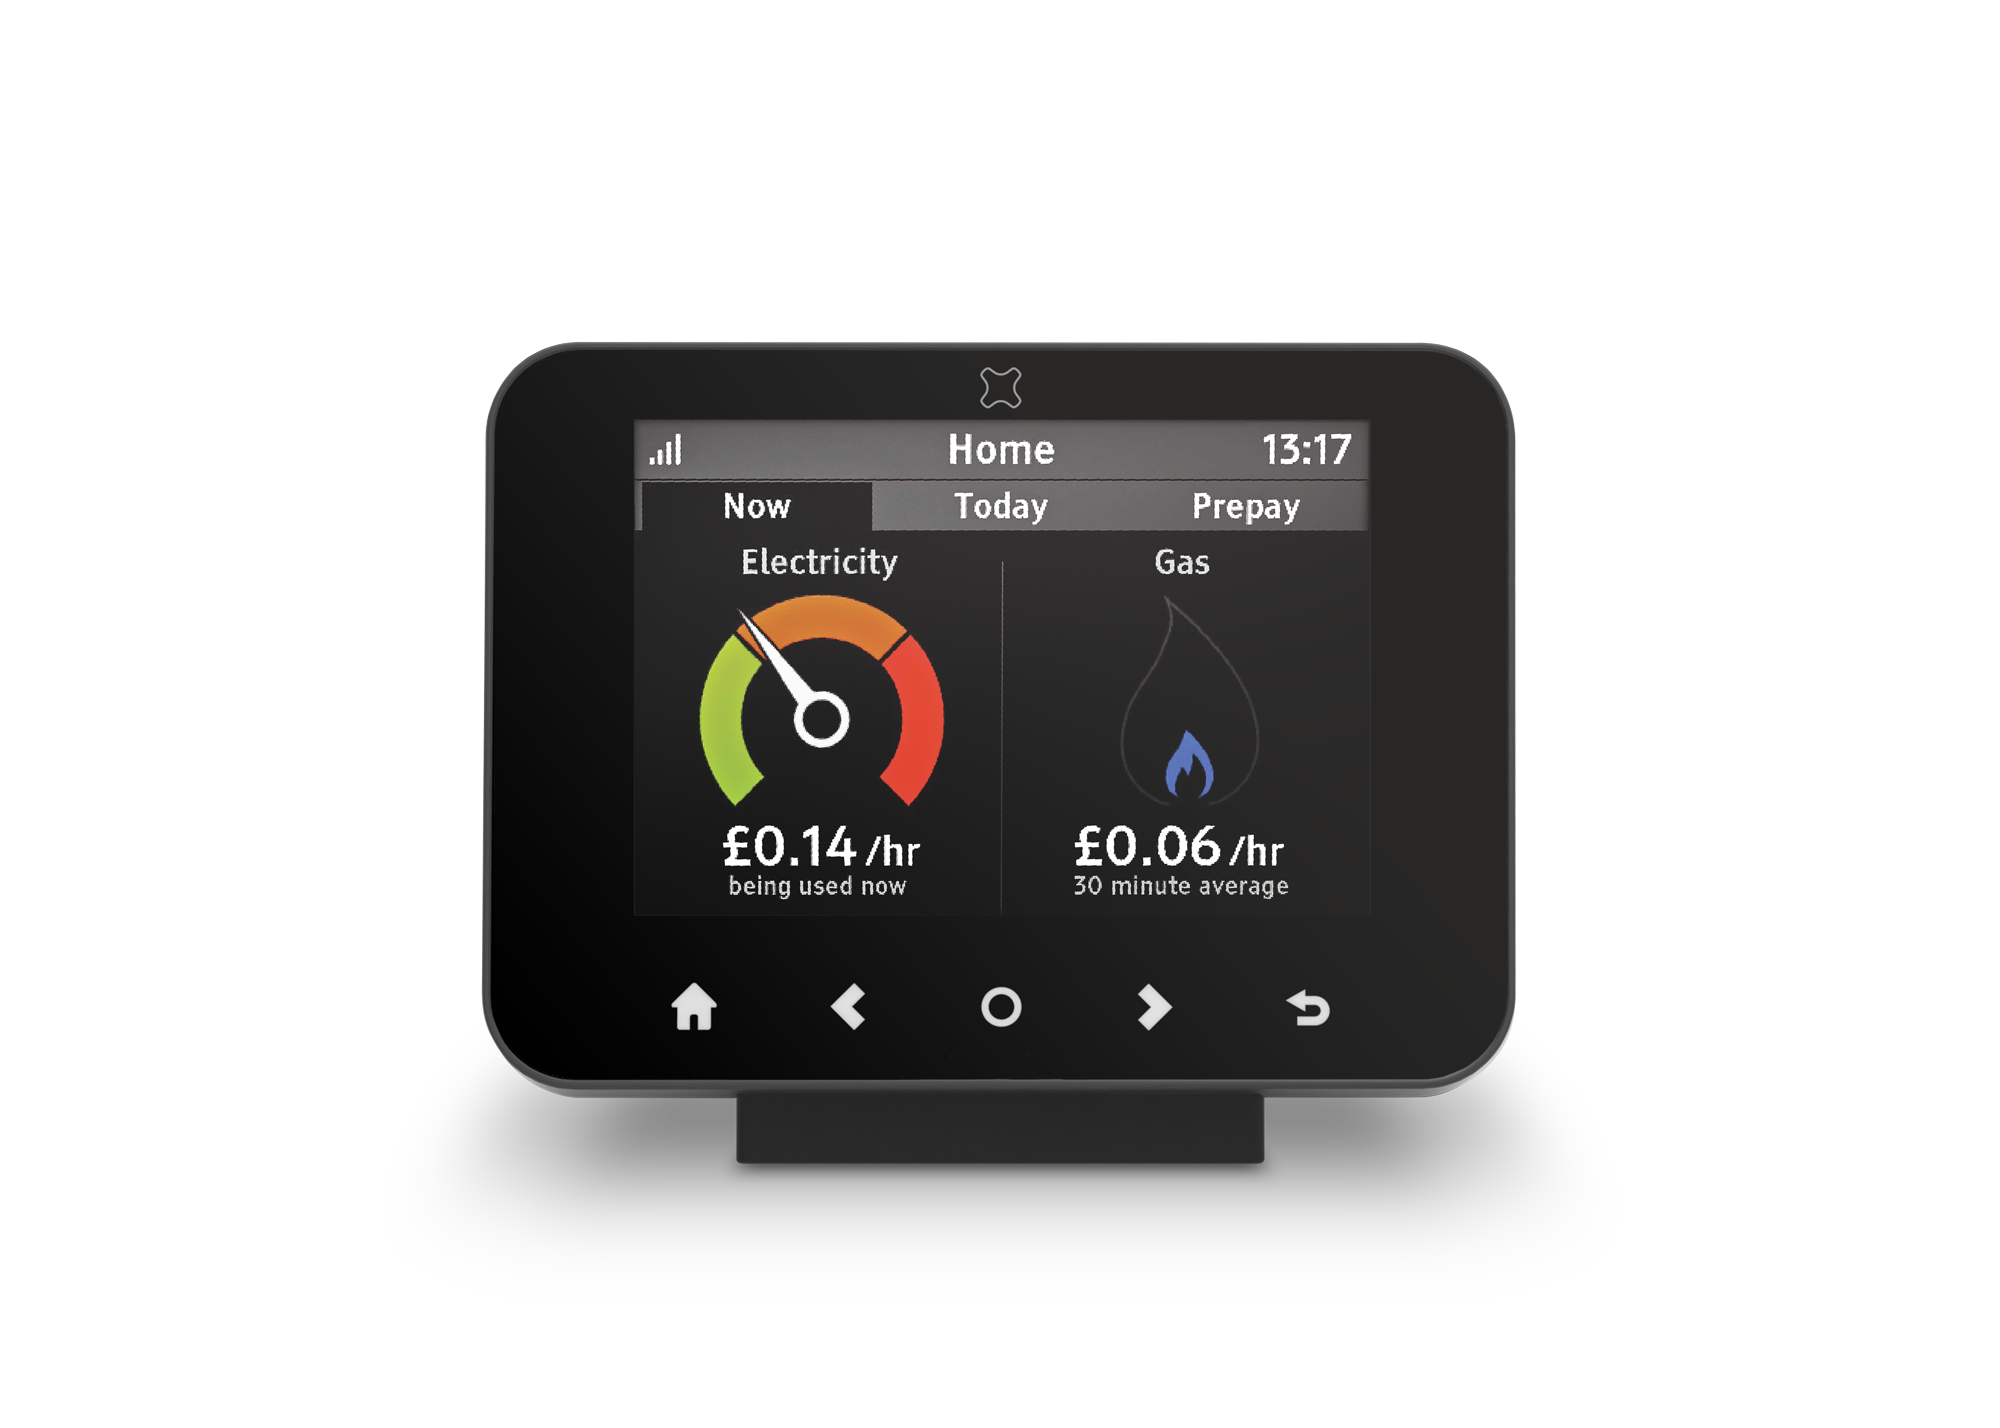 Home 13:17
Now Today Prepay
Electricity Gas
£0.14 /hr £0.06 /hr
being used now 30 minute average